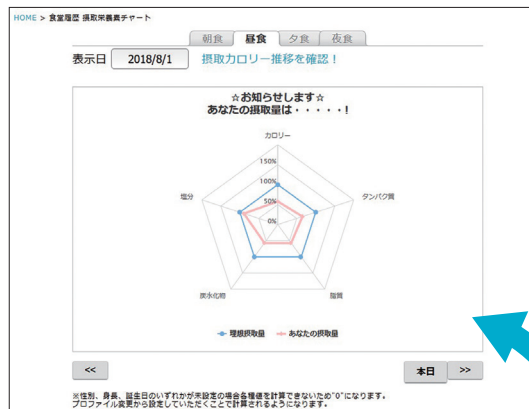 HOME > 食堂履歴 摂取栄養素チャート
朝食 昼食 夕食 夜食
表示日 2018/8/1 摂取カロリー推移を確認！
☆お知らせします☆
あなたの摂取量は・・・・・！
カロリー
150%
100%
50%
0%
塩分
タンパク質
炭水化物
脂質
理想摂取量 あなたの摂取量
<< 本日 >>
※性別、身長、誕生日のいずれかが未設定の場合各種値を計算できないため"0"になります。
プロファイル変更から設定していただくことで計算されるようになります。